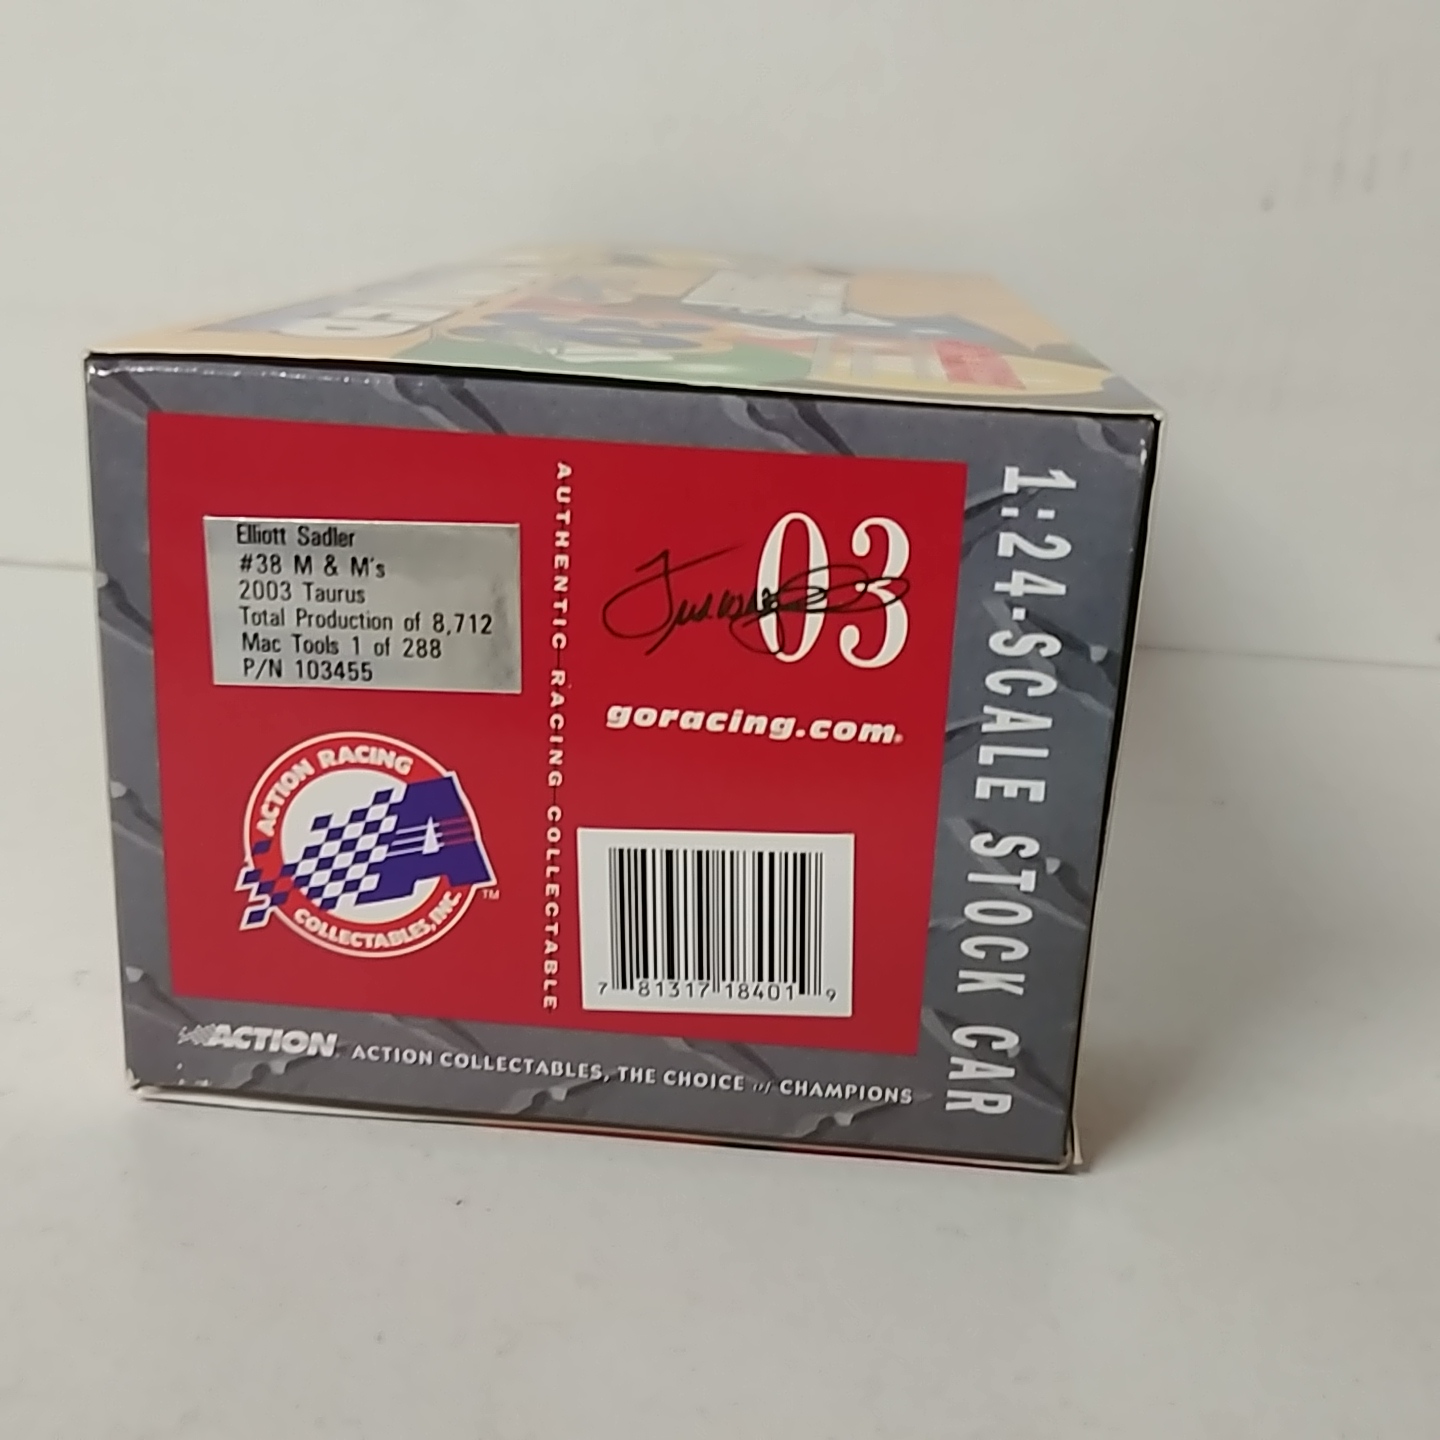 Elliott Sadler
#38 M & M's
2003 Taurus
Total Production of 8,712
Mac Tools 1 of 288
P/N 103455
ACTION RACING
A
COLLECTABLES, INC.
TM
AUTHENTIC RACING COLLECTABLE
03
goracing.com®
7 81317 18401 9
1:24-SCALE STOCK CAR
ACTION. ACTION COLLECTABLES, THE CHOICE of CHAMPIONS